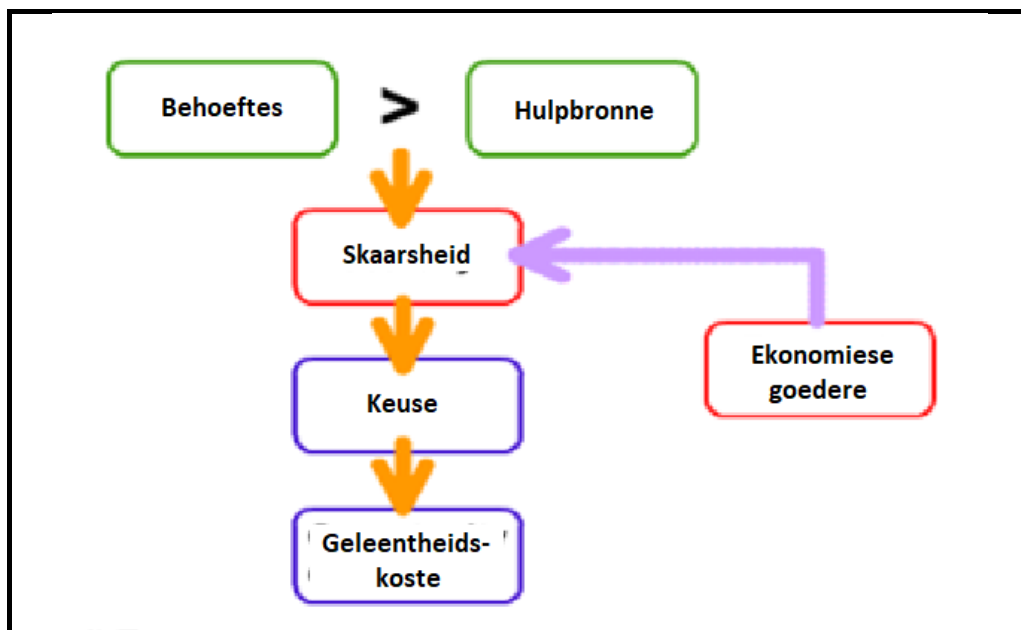 Behoeftes > Hulpbronne
Skaarsheid
Ekonomiese
goedere
Keuse
Geleentheids-
koste